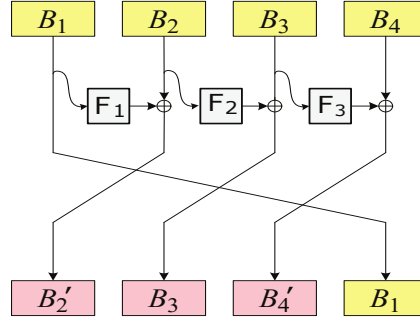 B₁ B₂ B₃ B₄
F₁ F₂ F₃
B₂′ B₃ B₄′ B₁